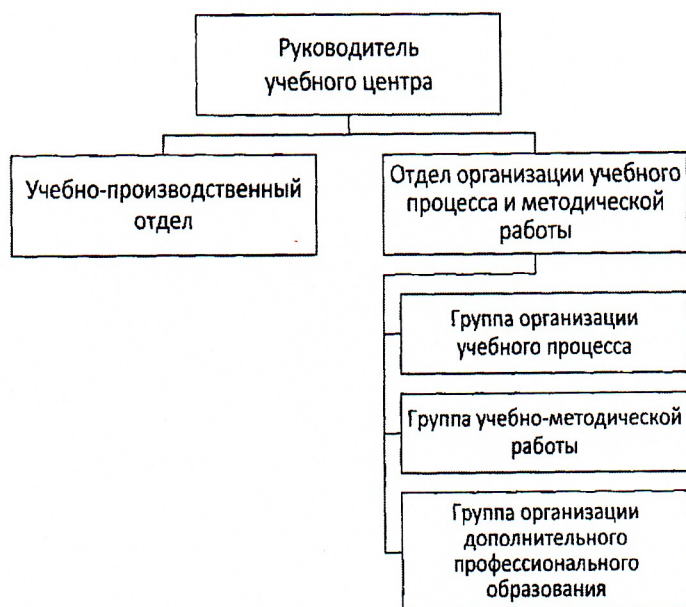 Руководитель
учебного центра
Учебно-производственный
отдел
Отдел организации учебного
процесса и методической
работы
Группа организации
учебного процесса
Группа учебно-методической
работы
Группа организации
дополнительного
профессионального
образования